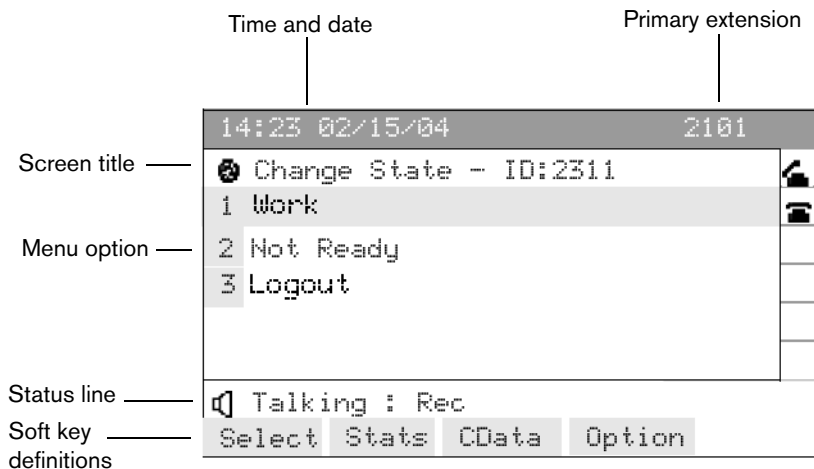 Time and date
Primary extension
14:23 02/15/04 2101
Screen title
Change State - ID:2311
1 Work
Menu option
2 Not Ready
3 Logout
Status line
Talking : Rec
Soft key
definitions
Select Stats CData Option